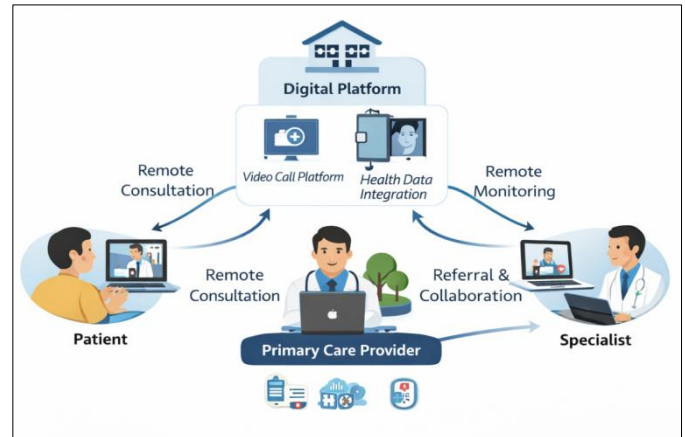 Digital Platform
Video Call Platform
Health Data
Integration
Remote
Consultation
Remote
Monitoring
Remote
Consultation
Referral &
Collaboration
Patient
Primary Care Provider
Specialist